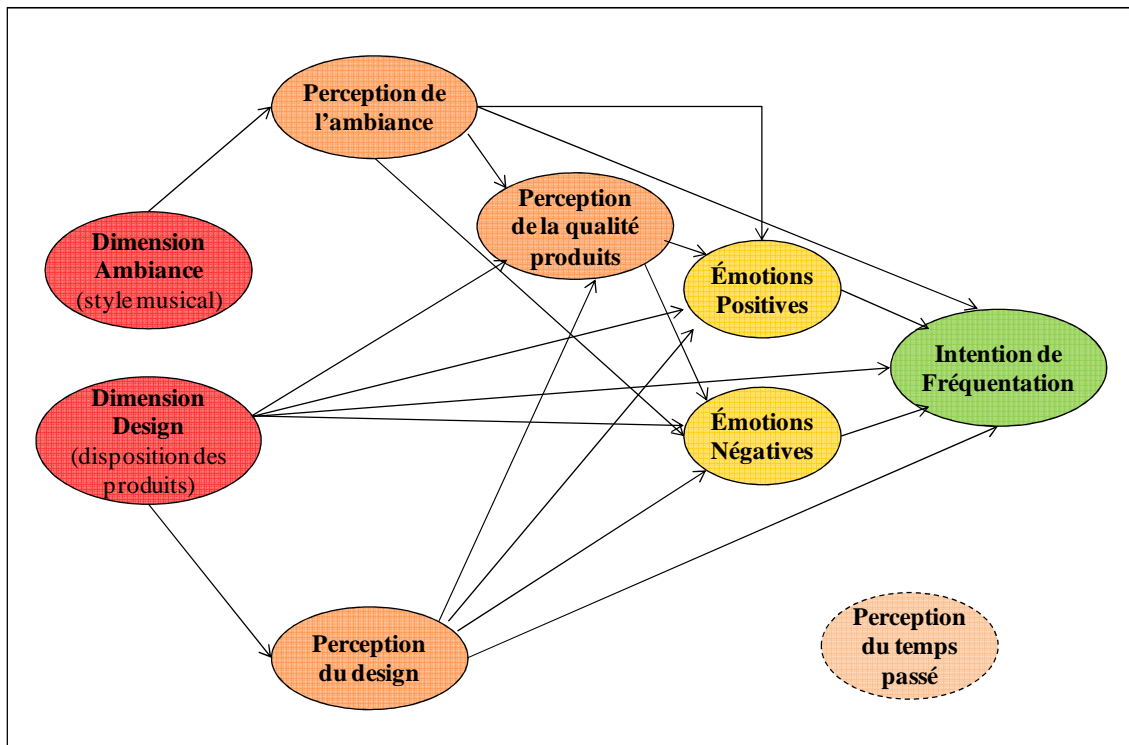 Perception de
l'ambiance
Perception
de la qualité
produits
Dimension
Ambiance
(style musical)
Émotions
Positives
Intention de
Fréquentation
Dimension
Design
(disposition des
produits)
Émotions
Négatives
Perception
du design
Perception
du temps
passé